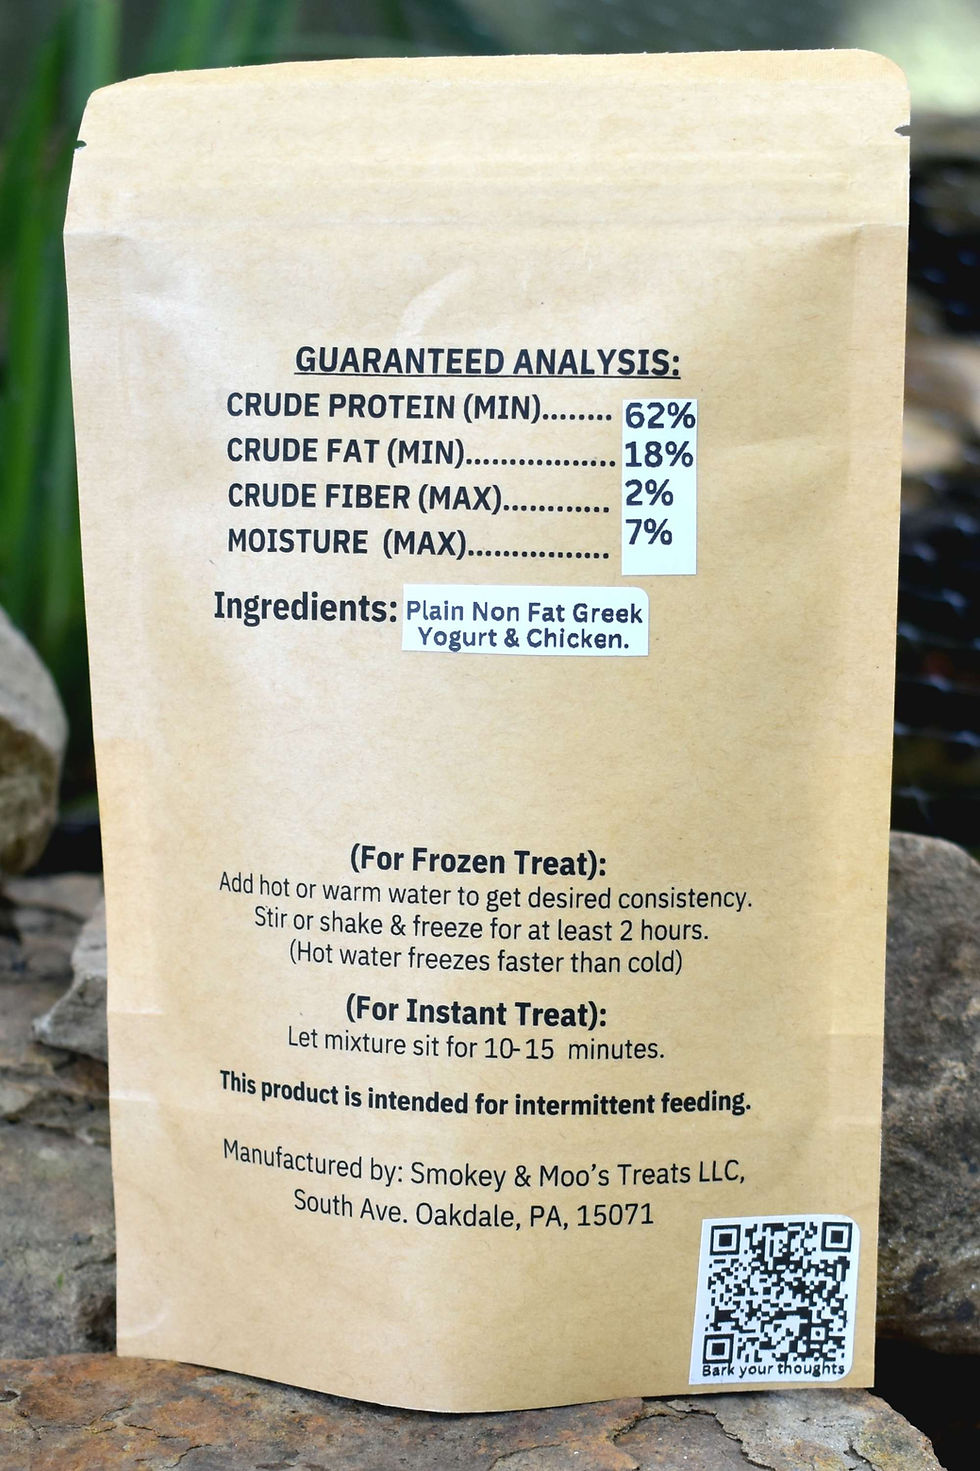 GUARANTEED ANALYSIS:
CRUDE PROTEIN (MIN)........ 62%
CRUDE FAT (MIN)................. 18%
CRUDE FIBER (MAX)............ 2%
MOISTURE (MAX)................ 7%
Ingredients: Plain Non Fat Greek
Yogurt & Chicken.
(For Frozen Treat):
Add hot or warm water to get desired consistency.
Stir or shake & freeze for at least 2 hours.
(Hot water freezes faster than cold)
(For Instant Treat):
Let mixture sit for 10-15 minutes.
This product is intended for intermittent feeding.
Manufactured by: Smokey & Moo's Treats LLC,
South Ave. Oakdale, PA, 15071
Bark your thoughts